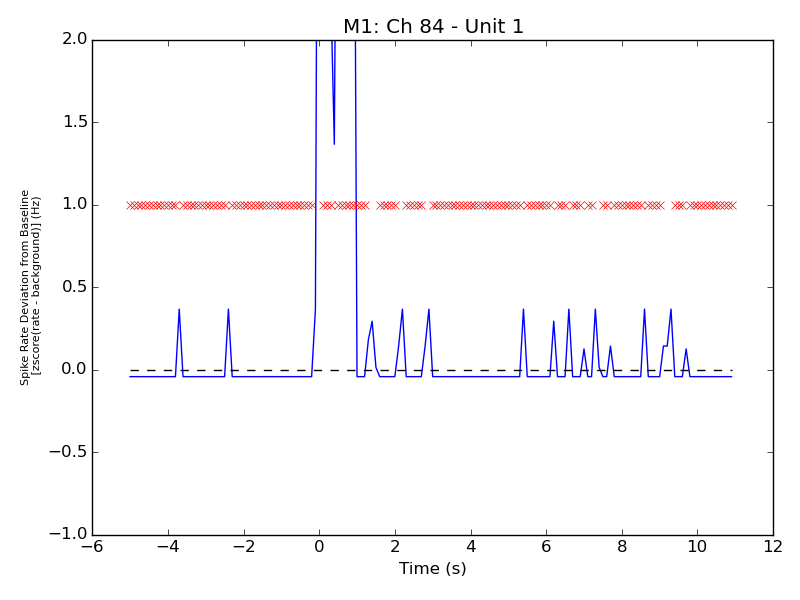 M1: Ch 84 - Unit 1
2.0
1.5
1.0
0.5
0.0
−0.5
−1.0
Spike Rate Deviation from Baseline
[zscore(rate - background)] (Hz)
−6 −4 −2 0 2 4 6 8 10 12
Time (s)